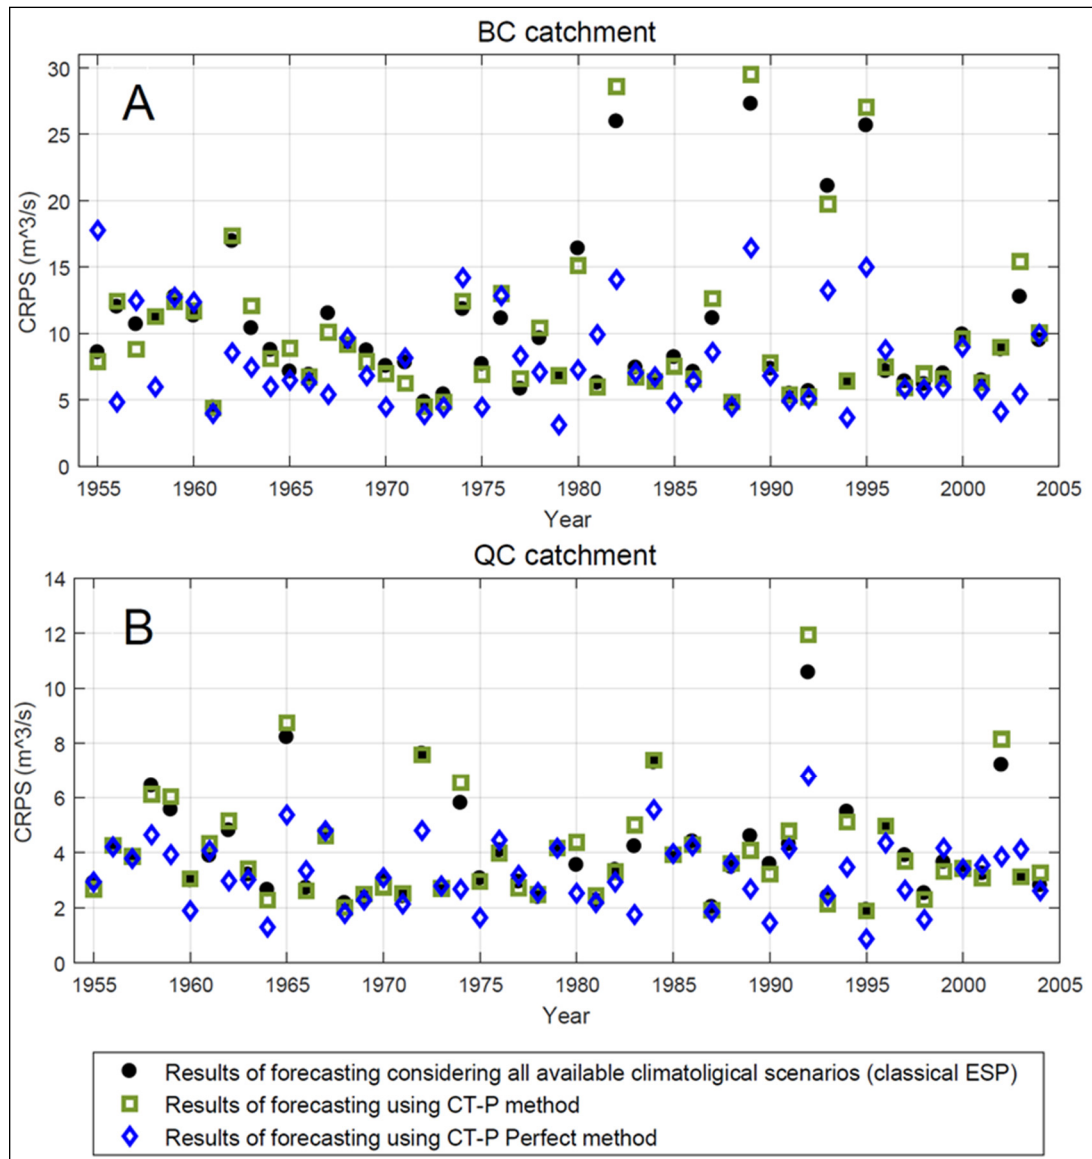 BC catchment
A
CRPS (m^3/s)
30
25
20
15
10
5
0
1955 1960 1965 1970 1975 1980 1985 1990 1995 2000 2005
Year
QC catchment
B
CRPS (m^3/s)
14
12
10
8
6
4
2
0
1955 1960 1965 1970 1975 1980 1985 1990 1995 2000 2005
Year
Results of forecasting considering all available climatoligical scenarios (classical ESP)
Results of forecasting using CT-P method
Results of forecasting using CT-P Perfect method